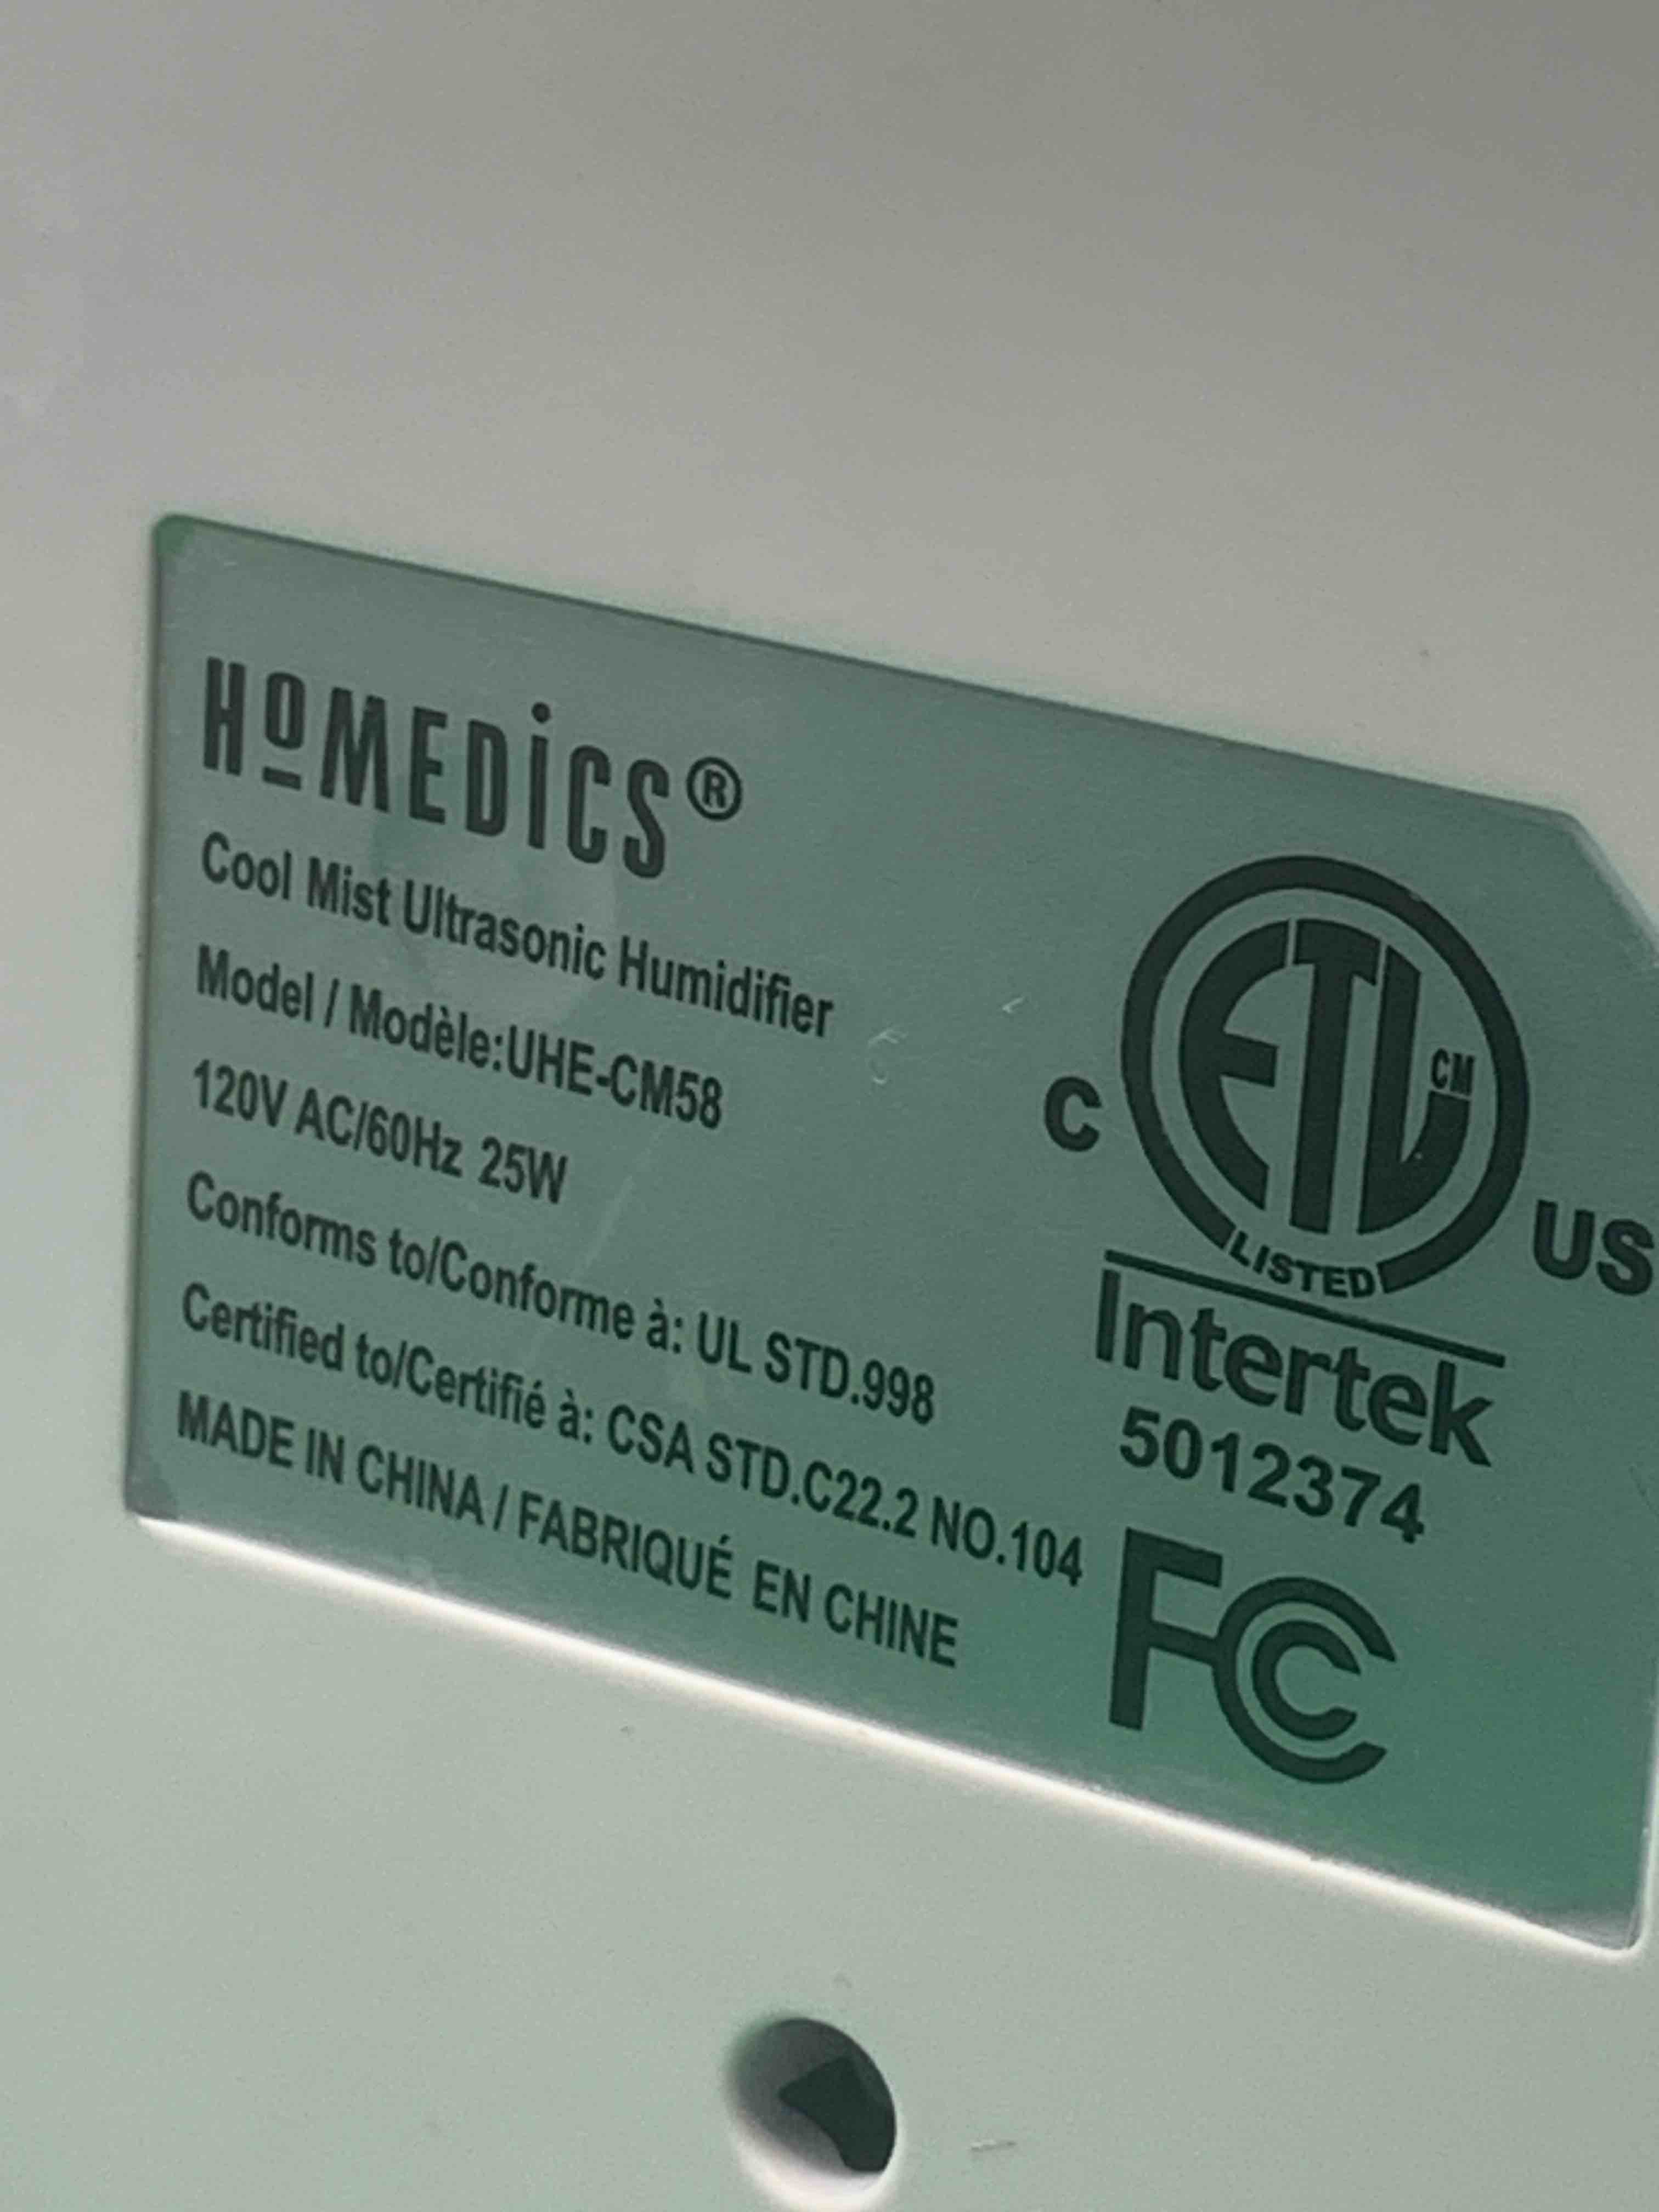 HoMEDiCS®
Cool Mist Ultrasonic Humidifier
Model / Modèle:UHE-CM58
120V AC/60Hz 25W
Conforms to/Conforme à: UL STD.998
Certified to/Certifié à: CSA STD.C22.2 NO.104
MADE IN CHINA / FABRIQUÉ EN CHINE
C ETL CM US
LISTED
Intertek
5012374
FC